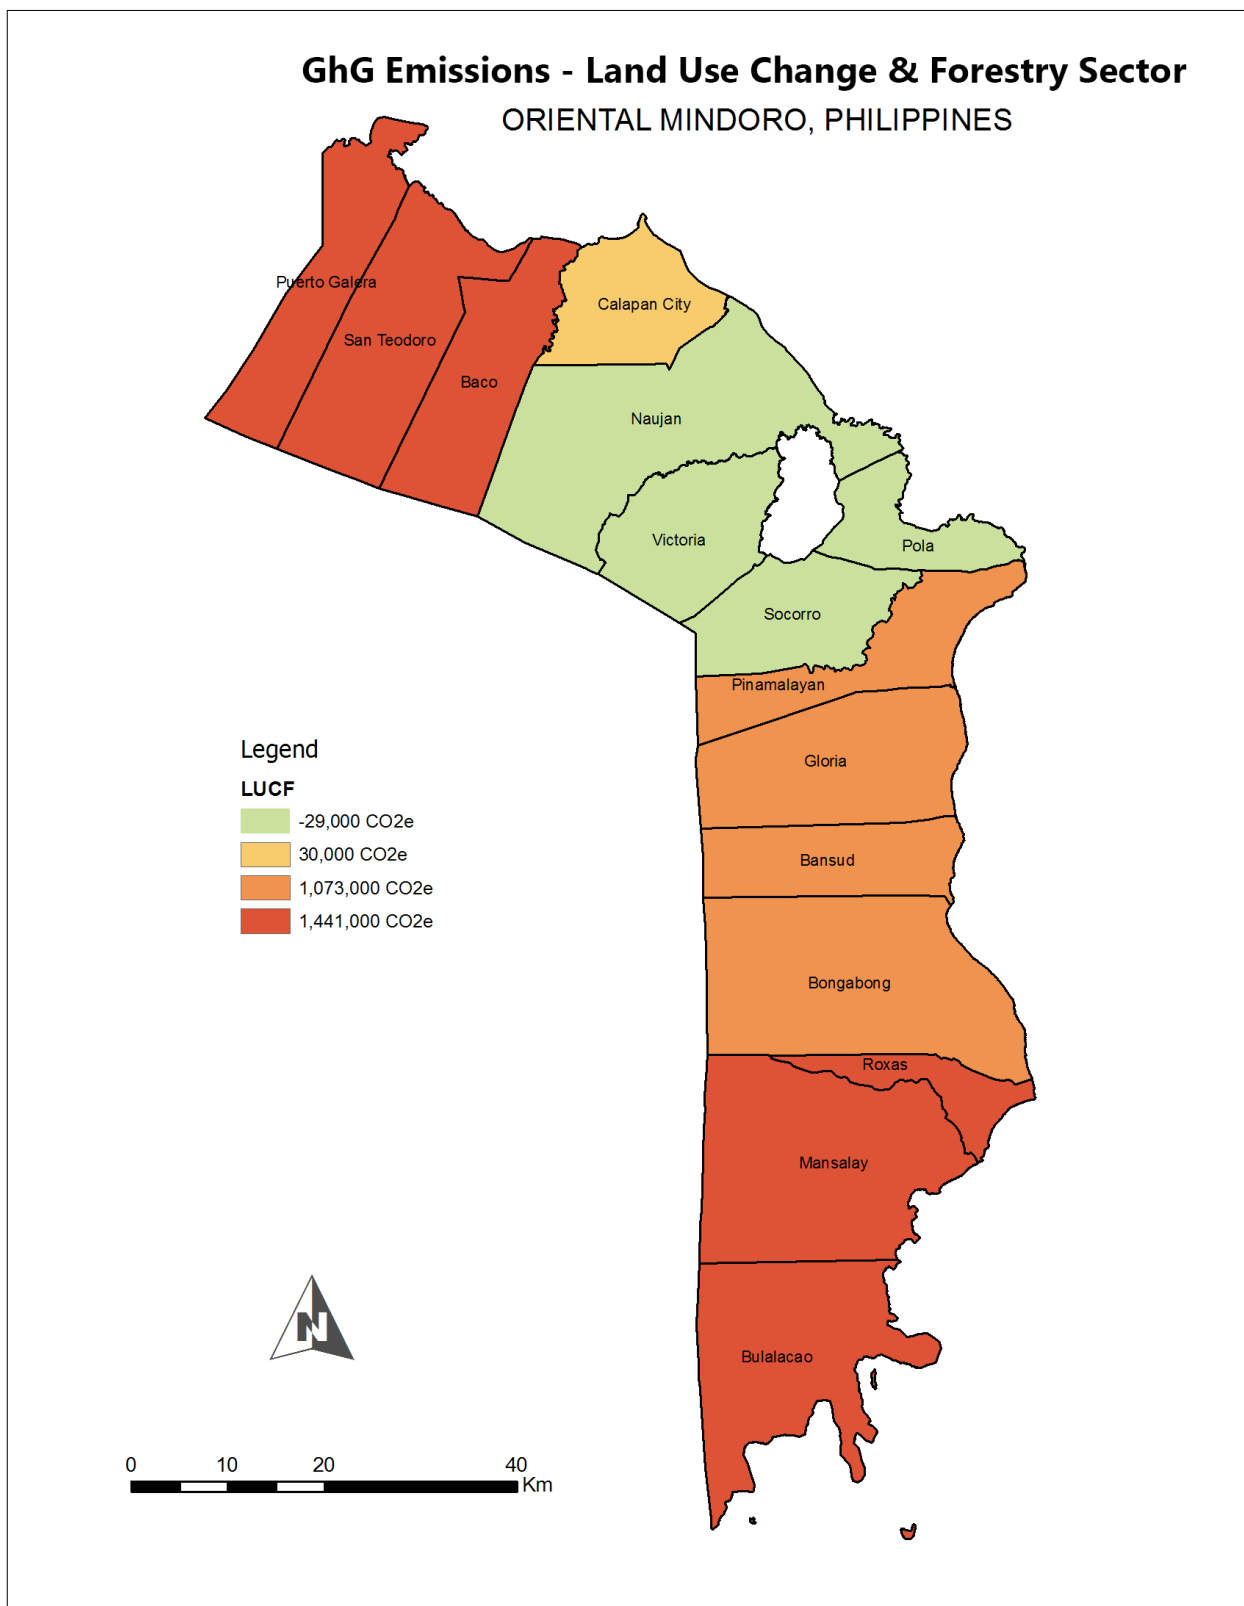 GhG Emissions - Land Use Change & Forestry Sector
ORIENTAL MINDORO, PHILIPPINES
Puerto Galera
Calapan City
San Teodoro
Baco
Naujan
Victoria
Pola
Socorro
Pinamalayan
Gloria
Bansud
Bongabong
Roxas
Mansalay
Bulalacao
Legend
LUCF
-29,000 CO2e
30,000 CO2e
1,073,000 CO2e
1,441,000 CO2e
N
0 10 20 40
Km